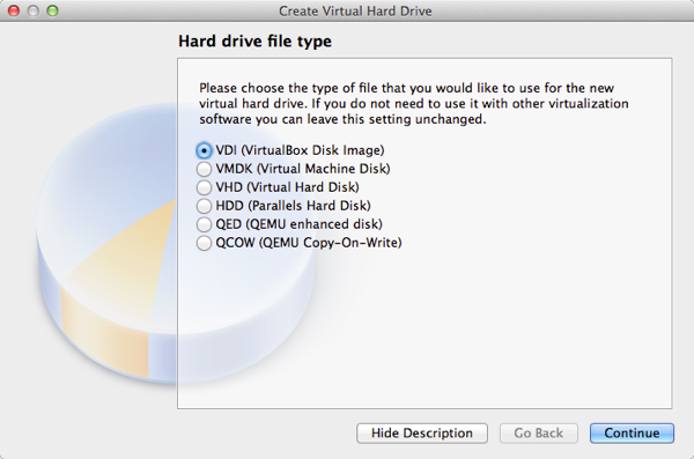 Create Virtual Hard Drive
Hard drive file type
Please choose the type of file that you would like to use for the new
virtual hard drive. If you do not need to use it with other virtualization
software you can leave this setting unchanged.
VDI (VirtualBox Disk Image)
VMDK (Virtual Machine Disk)
VHD (Virtual Hard Disk)
HDD (Parallels Hard Disk)
QED (QEMU enhanced disk)
QCOW (QEMU Copy-On-Write)
Hide Description
Go Back
Continue